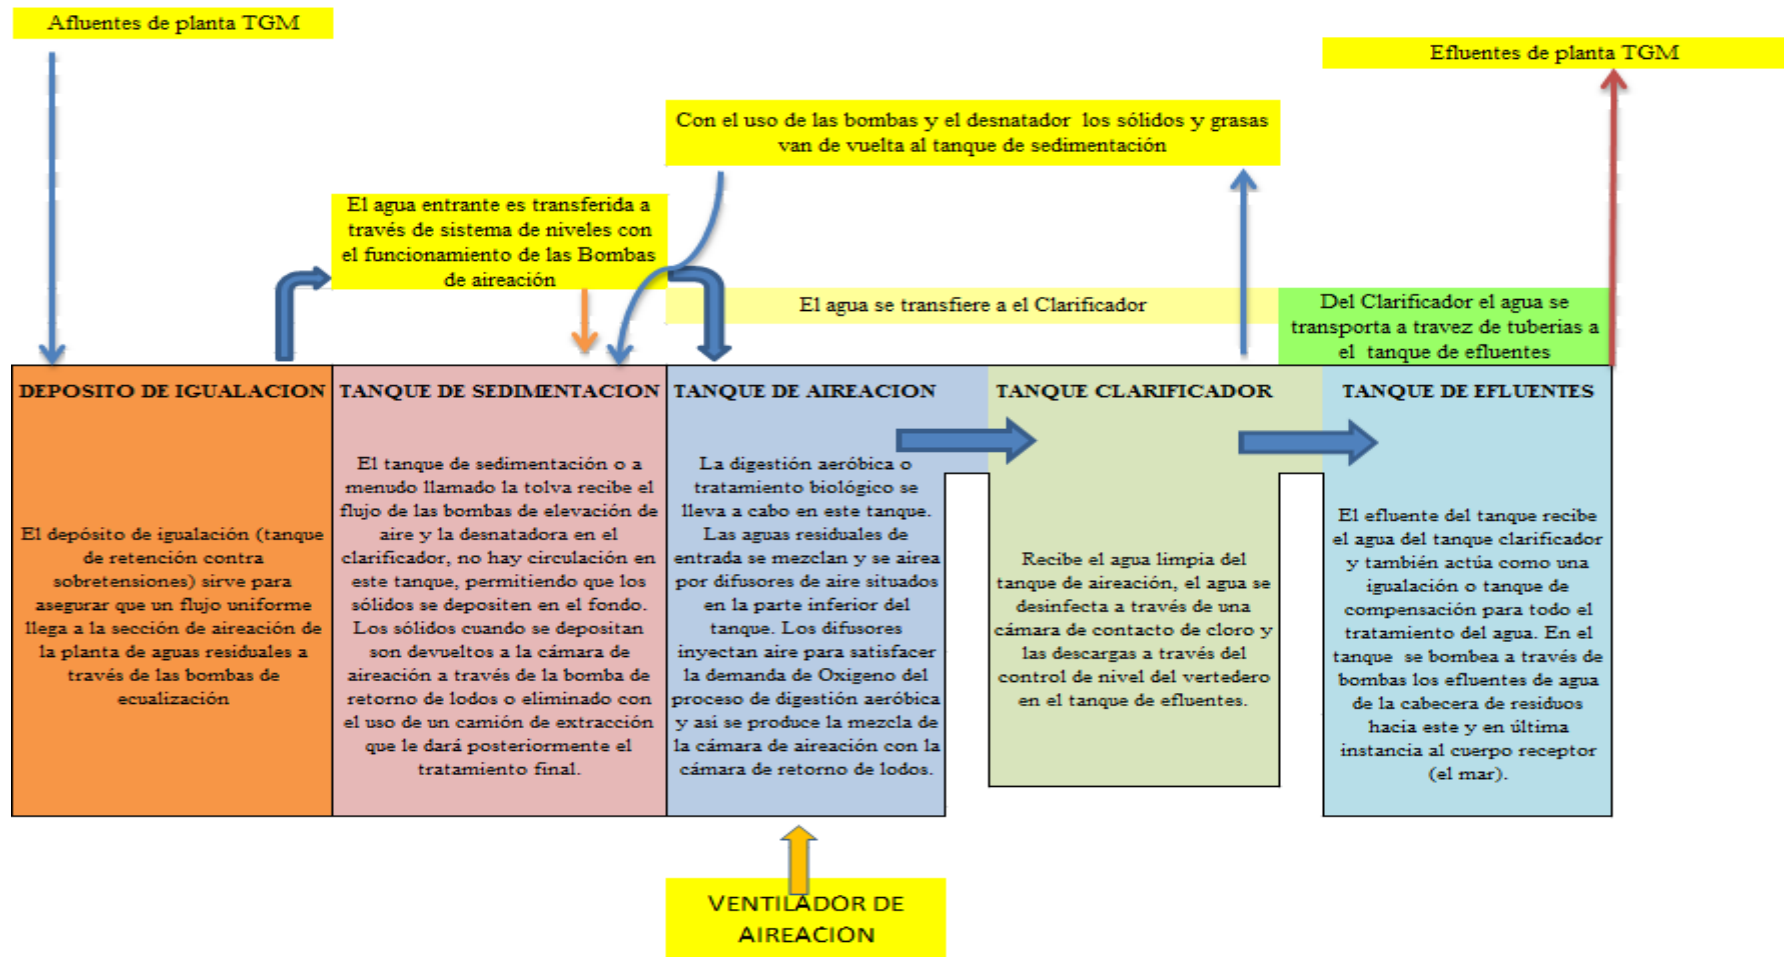 Afluentes de planta TGM
Efluentes de planta TGM
Con el uso de las bombas y el desnatador los sólidos y grasas
van de vuelta al tanque de sedimentación
El agua entrante es transferida a
través de sistema de niveles con
el funcionamiento de las Bombas
de aireación
El agua se transfiere a el Clarificador
Del Clarificador el agua se
transporta a travez de tuberias a
el tanque de efluentes
DEPOSITO DE IGUALACION
El depósito de igualación (tanque
de retención contra
sobretensiones) sirve para
asegurar que un flujo uniforme
llega a la sección de aireación de
la planta de aguas residuales a
través de las bombas de
ecualización
TANQUE DE SEDIMENTACION
El tanque de sedimentación o a
menudo llamado la tolva recibe el
flujo de las bombas de elevación de
aire y la desnatadora en el
clarificador, no hay circulación en
este tanque, permitiendo que los
sólidos se depositen en el fondo.
Los sólidos cuando se depositan
son devueltos a la cámara de
aireación a través de la bomba de
retorno de lodos o eliminado con
el uso de un camión de extracción
que le dará posteriormente el
tratamiento final.
TANQUE DE AIREACION
La digestión aeróbica o
tratamiento biológico se
lleva a cabo en este tanque.
Las aguas residuales de
entrada se mezclan y se airea
por difusores de aire situados
en la parte inferior del
tanque. Los difusores
inyectan aire para satisfacer
la demanda de Oxigeno del
proceso de digestión aeróbica
y asi se produce la mezcla de
la cámara de aireación con la
cámara de retorno de lodos.
TANQUE CLARIFICADOR
Recibe el agua limpia del
tanque de aireación, el agua se
desinfecta a través de una
cámara de contacto de cloro y
las descargas a través del
control de nivel del vertedero
en el tanque de efluentes.
TANQUE DE EFLUENTES
El efluente del tanque recibe
el agua del tanque clarificador
y también actúa como una
igualación o tanque de
compensación para todo el
tratamiento del agua. En el
tanque se bombea a través de
bombas los efluentes de agua
de la cabecera de residuos
hacia este y en última
instancia al cuerpo receptor
(el mar).
VENTILADOR DE
AIREACION